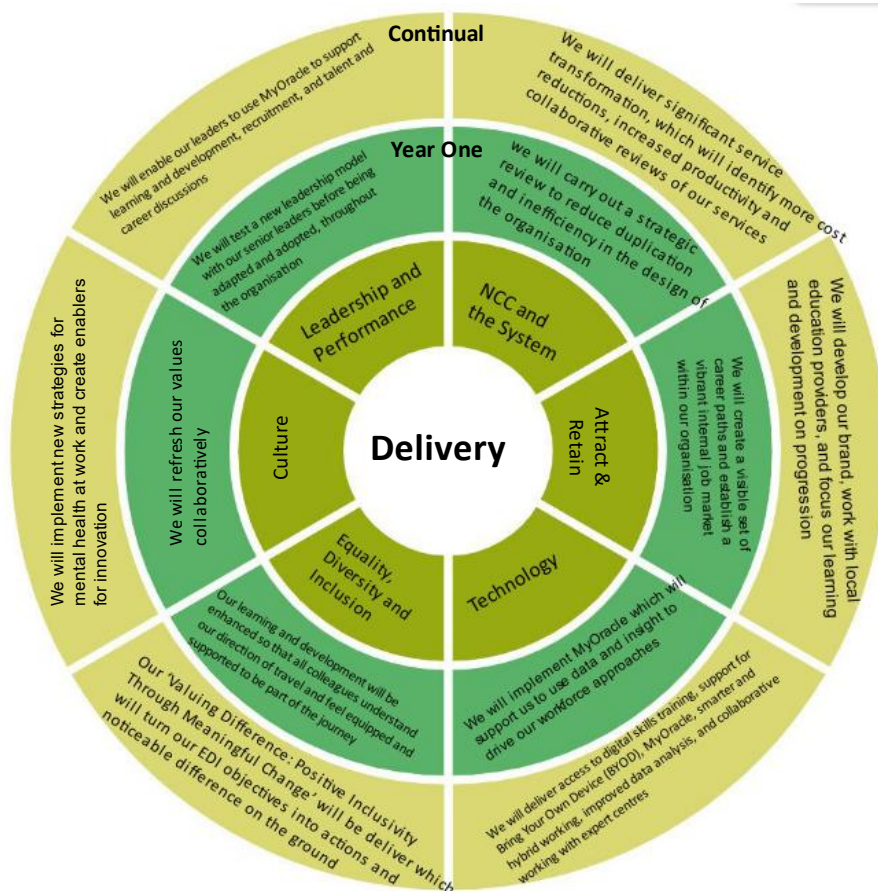 Continual
We will enable our leaders to use MyOracle to support
learning and development, recruitment, and talent and
career discussions
We will deliver significant service
transformation, which will identify more cost
reductions, increased productivity and
collaborative reviews of our services
Year One
We will test a new leadership model
with our senior leaders before being
adapted and adopted, throughout
the organisation
we will carry out a strategic
review to reduce duplication
and inefficiency in the design of
the organisation
Leadership and
Performance
NCC and
the System
We will implement new strategies for
mental health at work and create enablers
for innovation
We will refresh our values
collaboratively
Culture
Delivery
Attract &
Retain
We will create a visible set of
career paths and establish a
vibrant internal job market
within our organisation
We will develop our brand, work with local
education providers, and focus our learning
and development on progression
Equality,
Diversity and
Inclusion
Technology
Our learning and development will be
enhanced so that all colleagues understand
our direction of travel and feel equipped and
supported to be part of the journey
We will implement MyOracle which will
support us to use data and insight to
drive our workforce approaches
Our ‘Valuing Difference: Positive Inclusivity
Through Meaningful Change’ will be deliver which
will turn our EDI objectives into actions and
noticeable difference on the ground
We will deliver access to digital skills training, support for
Bring Your Own Device (BYOD), MyOracle, smarter and
hybrid working, improved data analysis, and collaborative
working with expert centres